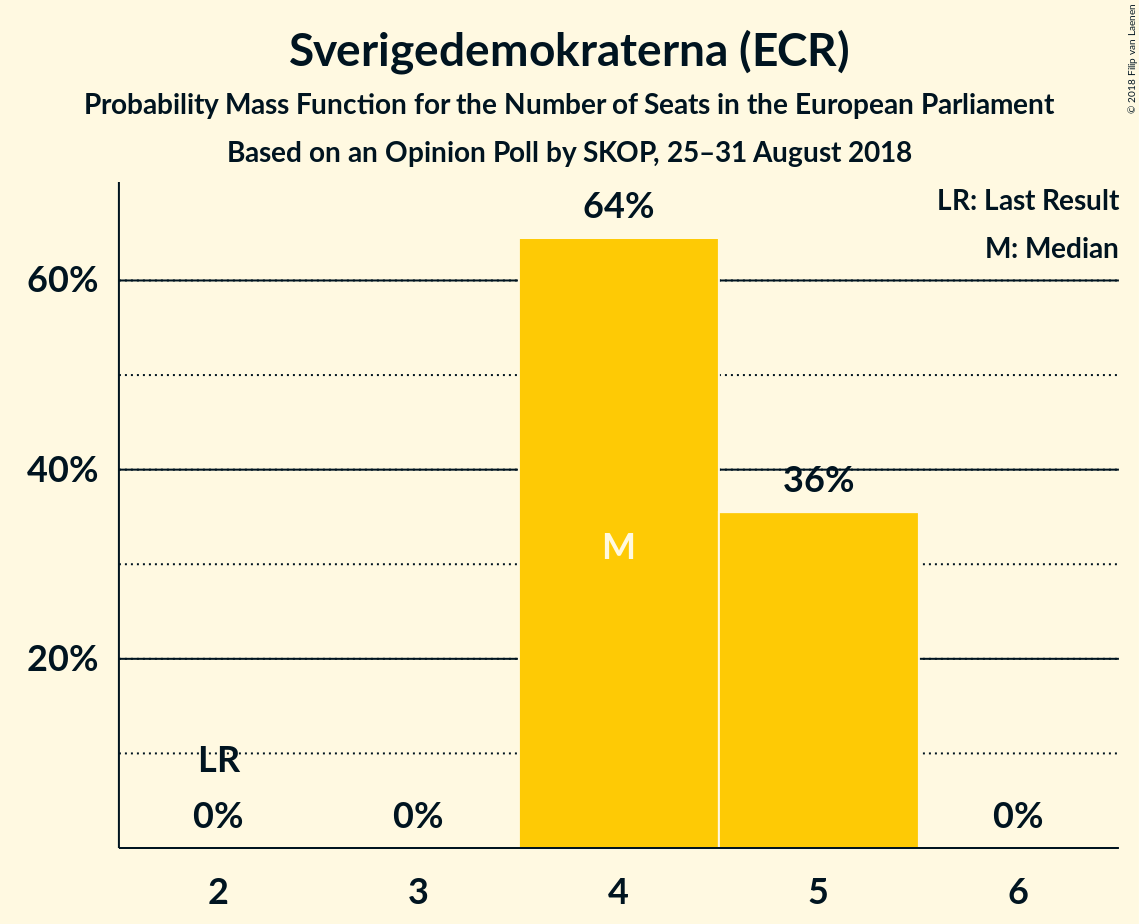 Sverigedemokraterna (ECR)
Probability Mass Function for the Number of Seats in the European Parliament
Based on an Opinion Poll by SKOP, 25–31 August 2018
© 2018 Filip van Laenen
LR: Last Result
M: Median
64%
60%
40%
36%
M
20%
LR
0% 0% 0%
2 3 4 5 6